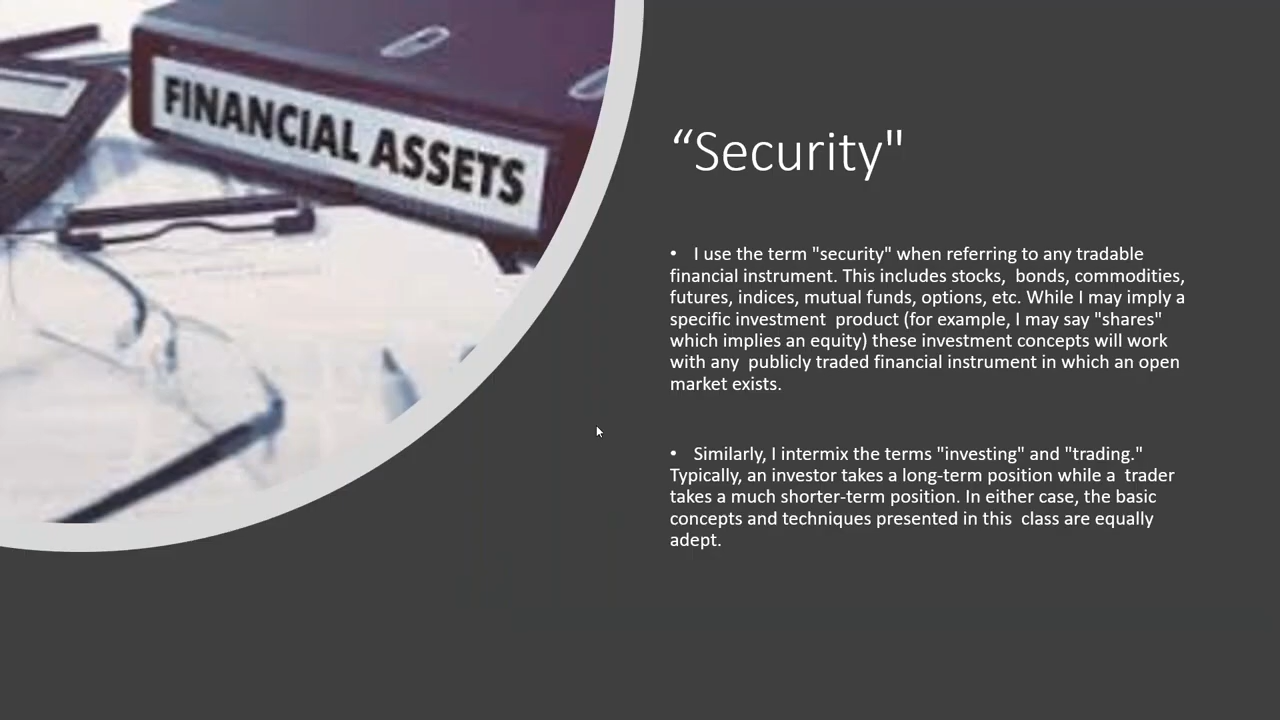 FINANCIAL ASSETS
“Security"
• I use the term "security" when referring to any tradable
financial instrument. This includes stocks,  bonds, commodities,
futures, indices, mutual funds, options, etc. While I may imply a
specific investment  product (for example, I may say "shares"
which implies an equity) these investment concepts will work
with any  publicly traded financial instrument in which an open
market exists.
• Similarly, I intermix the terms "investing" and "trading."
Typically, an investor takes a long-term position while a  trader
takes a much shorter-term position. In either case, the basic
concepts and techniques presented in this  class are equally
adept.